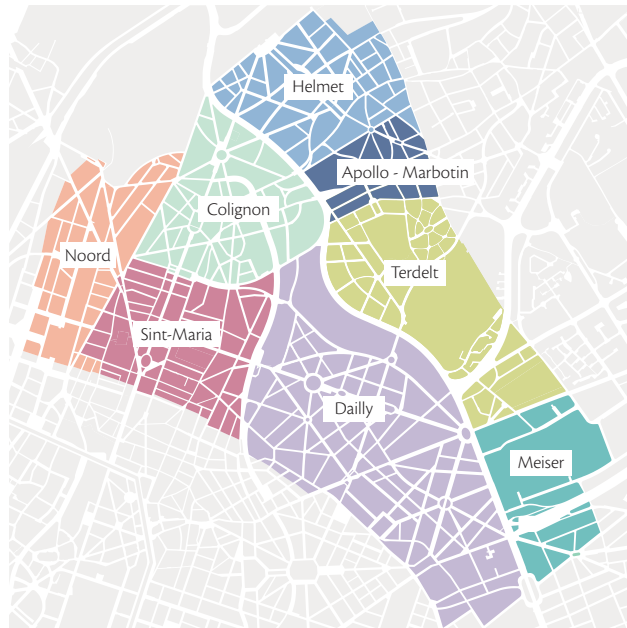 Helmet
Apollo - Marbotin
Colignon
Noord
Terdelt
Sint-Maria
Dailly
Meiser